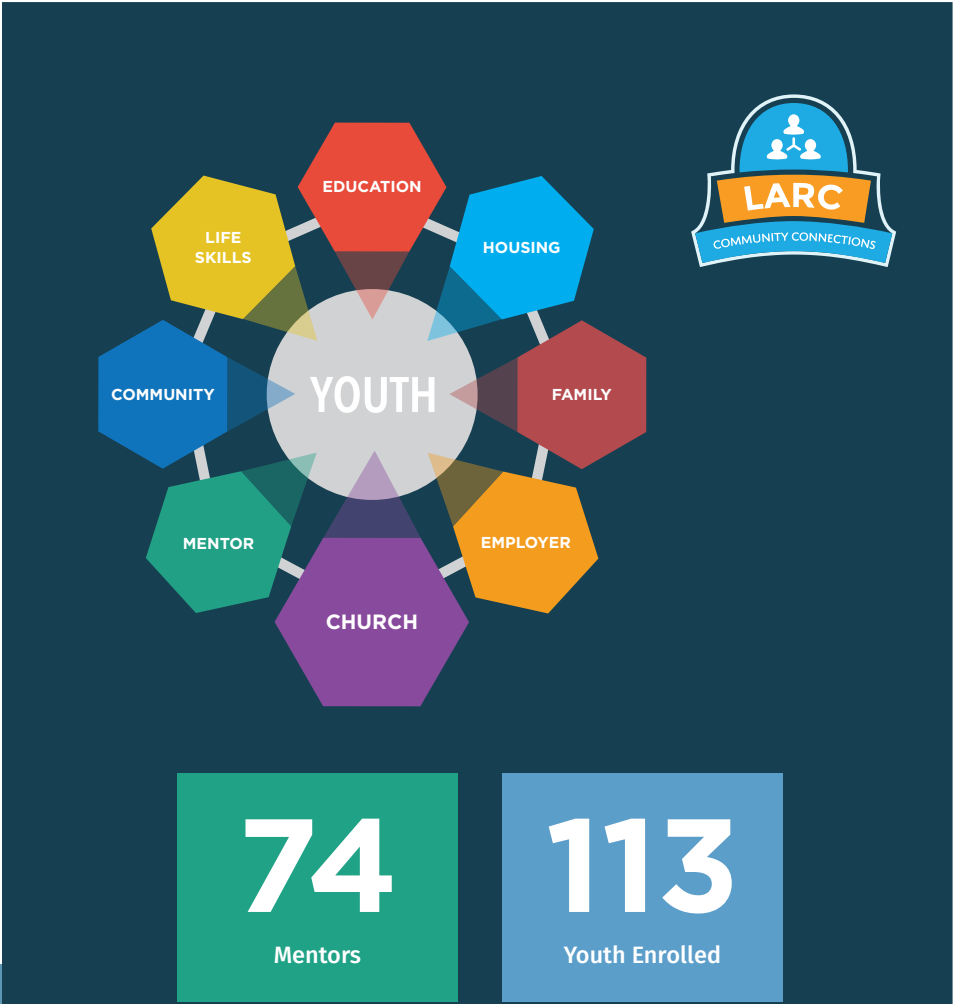 EDUCATION
LIFE
SKILLS
HOUSING
LARC
COMMUNITY CONNECTIONS
COMMUNITY
YOUTH
FAMILY
MENTOR
EMPLOYER
CHURCH
74
Mentors
113
Youth Enrolled